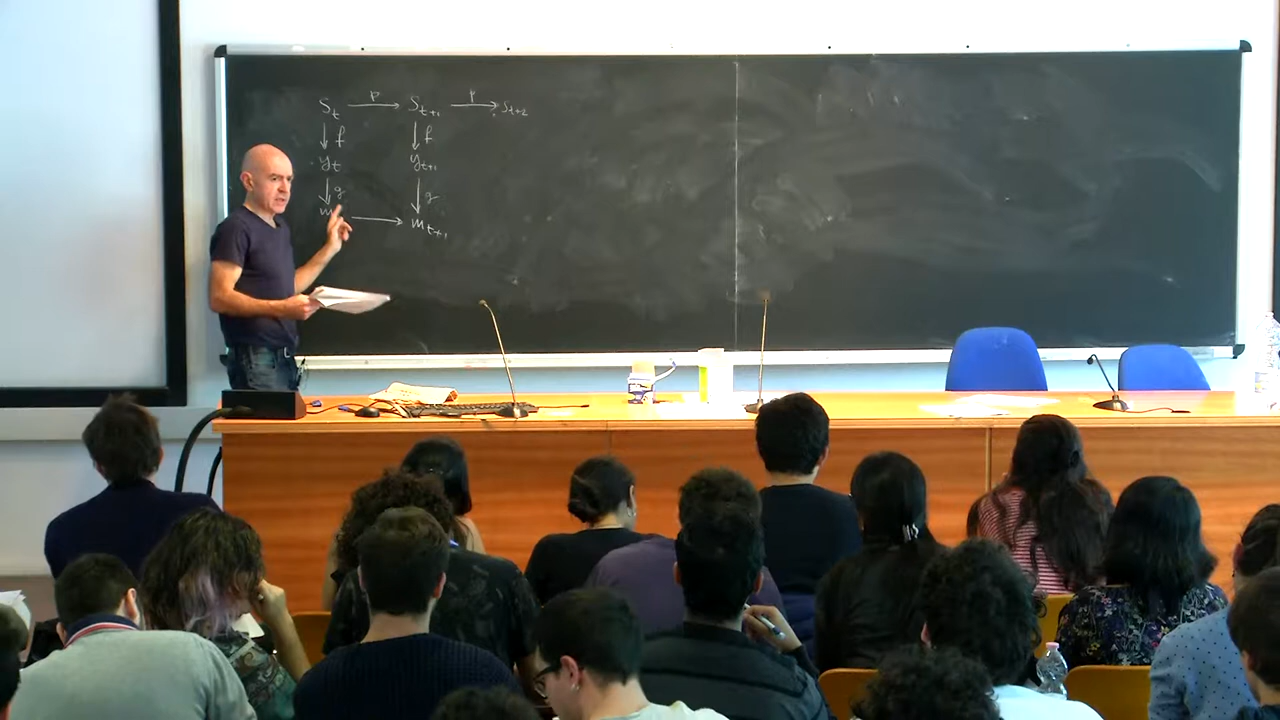 S_t →^p S_{t+1} →^p S_{t+2}
↓ f ↓ f
y_t y_{t+1}
↓ g ↓ g
m → m_{t+1}